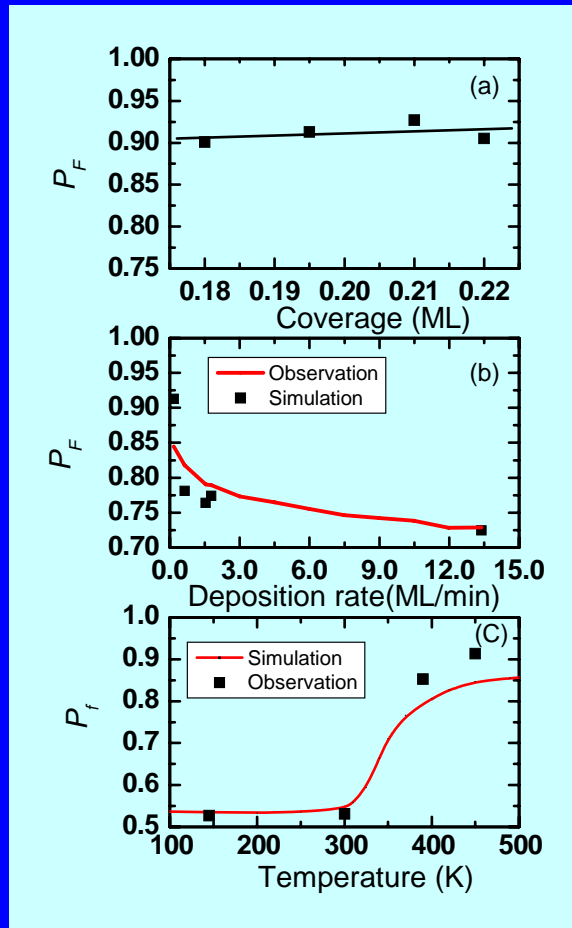 1.00
(a)
0.95
0.90
0.85
0.80
0.75
P_F
0.18 0.19 0.20 0.21 0.22
Coverage (ML)
1.00
(b)
Observation
Simulation
0.95
0.90
0.85
0.80
0.75
0.70
P_F
0.0 3.0 6.0 9.0 12.0 15.0
Deposition rate(ML/min)
1.0
(C)
Simulation
Observation
0.9
0.8
0.7
0.6
0.5
P_f
100 200 300 400 500
Temperature (K)